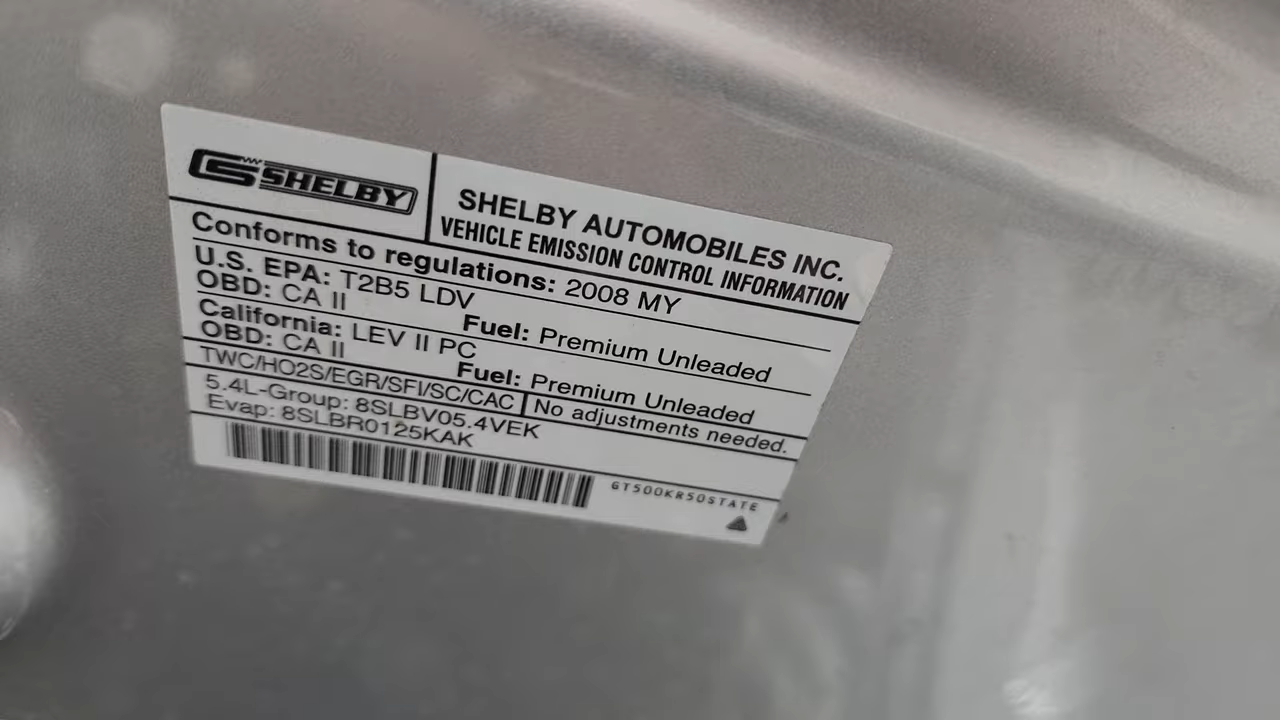 CS SHELBY
SHELBY AUTOMOBILES INC.
VEHICLE EMISSION CONTROL INFORMATION
Conforms to regulations: 2008 MY
U.S. EPA: T2B5 LDV
OBD: CA II Fuel: Premium Unleaded
California: LEV II PC
OBD: CA II Fuel: Premium Unleaded
TWC/HO2S/EGR/SFI/SC/CAC No adjustments needed.
5.4L-Group: 8SLBV05.4VEK
Evap: 8SLBR0125KAK
GT500KR50STATE